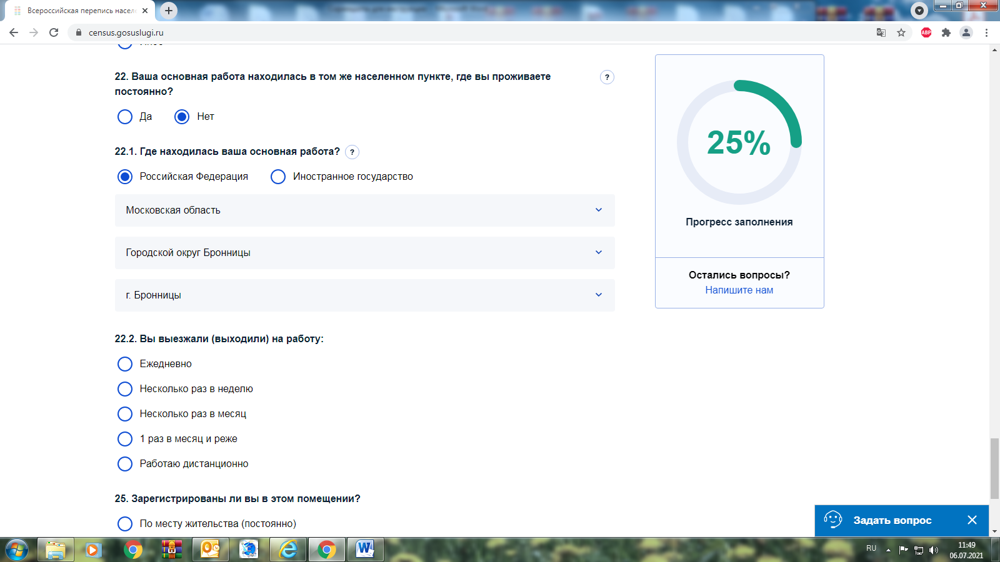 Всероссийская перепись насел
census.gosuslugi.ru
ABP
22. Ваша основная работа находилась в том же населенном пункте, где вы проживаете
постоянно?
?
Да
Нет
22.1. Где находилась ваша основная работа?
?
Российская Федерация
Иностранное государство
Московская область
Городской округ Бронницы
г. Бронницы
22.2. Вы выезжали (выходили) на работу:
Ежедневно
Несколько раз в неделю
Несколько раз в месяц
1 раз в месяц и реже
Работаю дистанционно
25. Зарегистрированы ли вы в этом помещении?
По месту жительства (постоянно)
25%
Прогресс заполнения
Остались вопросы?
Напишите нам
Задать вопрос
RU
11:49
06.07.2021